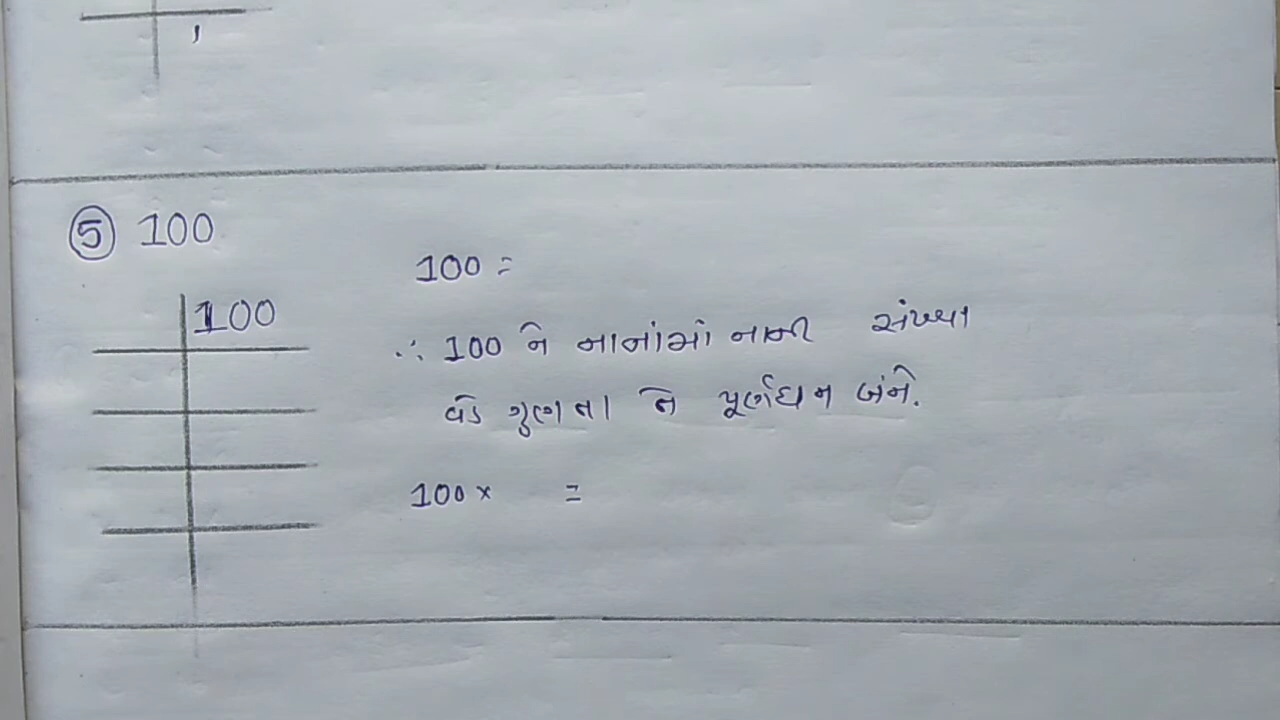 ⑤ 100
100
100 =
∴ 100 ને નાનાંમાં નાની સંખ્યા
વડે ગુણતા તે પૂર્ણઘન બને.
100 × =